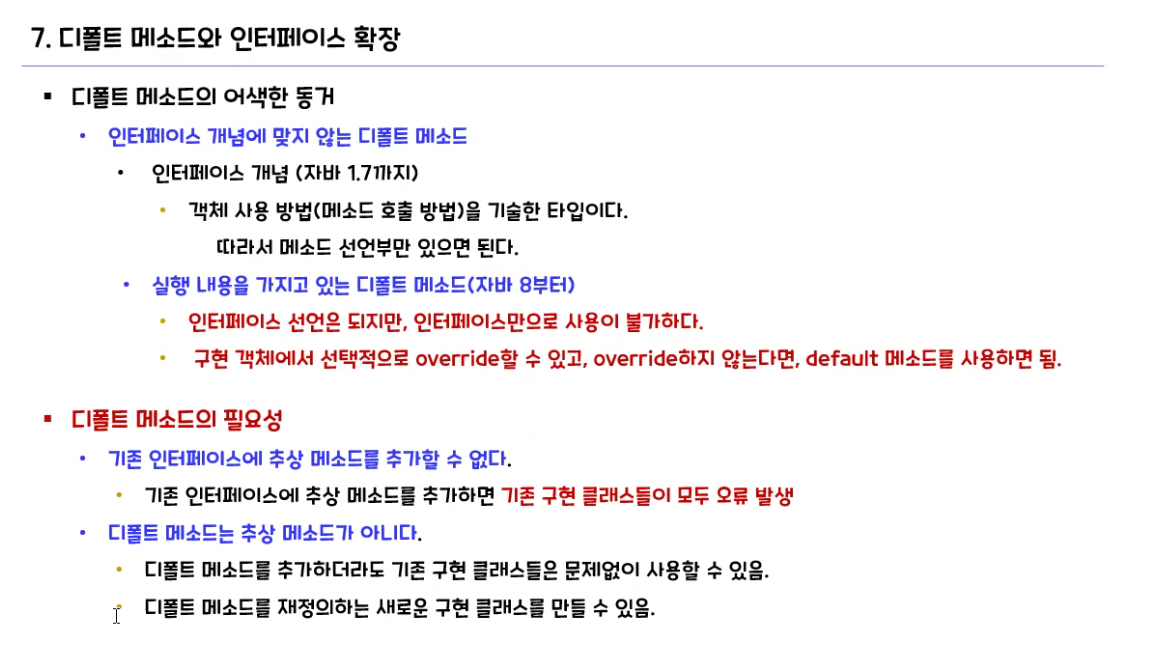 7. 디폴트 메소드와 인터페이스 확장
▪ 디폴트 메소드의 어색한 동거
• 인터페이스 개념에 맞지 않는 디폴트 메소드
• 인터페이스 개념 (자바 1.7까지)
• 객체 사용 방법(메소드 호출 방법)을 기술한 타입이다.
따라서 메소드 선언부만 있으면 된다.
• 실행 내용을 가지고 있는 디폴트 메소드(자바 8부터)
• 인터페이스 선언은 되지만, 인터페이스만으로 사용이 불가하다.
• 구현 객체에서 선택적으로 override할 수 있고, override하지 않는다면, default 메소드를 사용하면 됨.
▪ 디폴트 메소드의 필요성
• 기존 인터페이스에 추상 메소드를 추가할 수 없다.
• 기존 인터페이스에 추상 메소드를 추가하면 기존 구현 클래스들이 모두 오류 발생
• 디폴트 메소드는 추상 메소드가 아니다.
• 디폴트 메소드를 추가하더라도 기존 구현 클래스들은 문제없이 사용할 수 있음.
• 디폴트 메소드를 재정의하는 새로운 구현 클래스를 만들 수 있음.